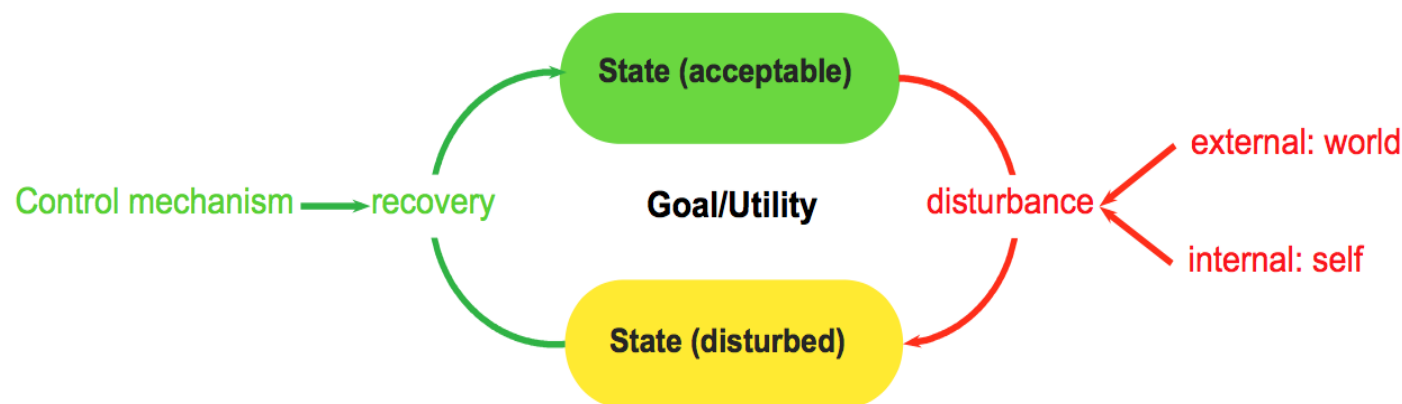 State (acceptable)
external: world
Control mechanism
recovery
Goal/Utility
disturbance
internal: self
State (disturbed)